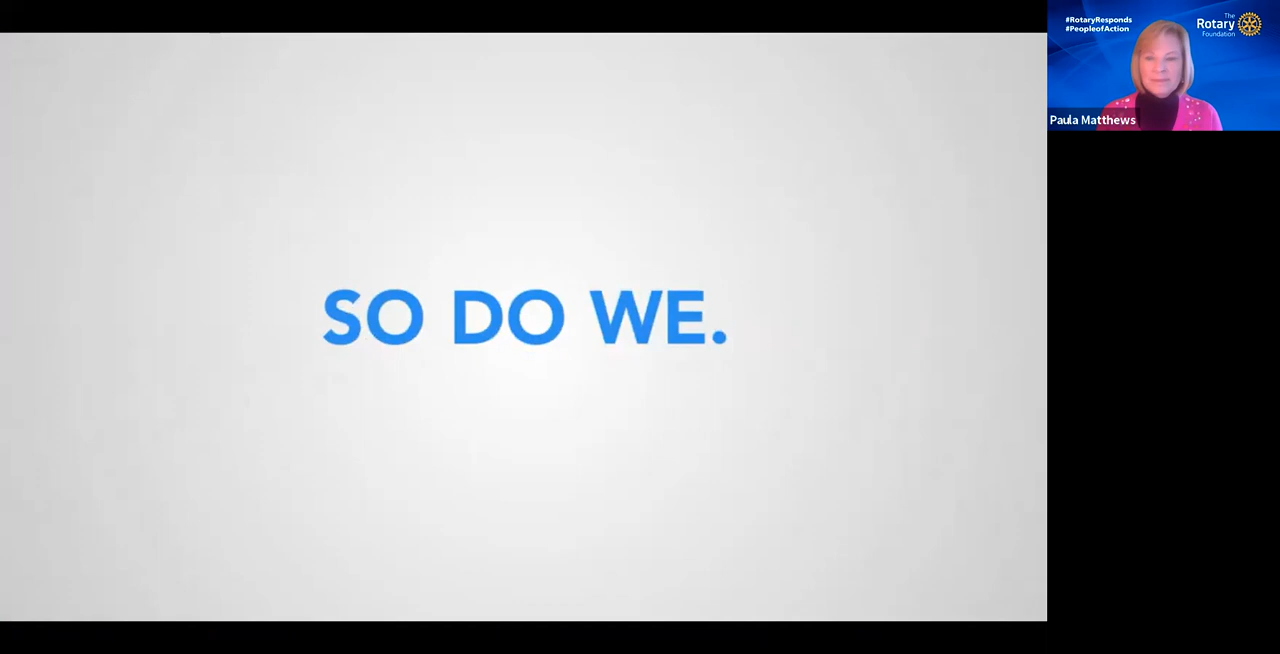 SO DO WE.
#RotaryResponds
#PeopleofAction
The
Rotary
Foundation
Paula Matthews